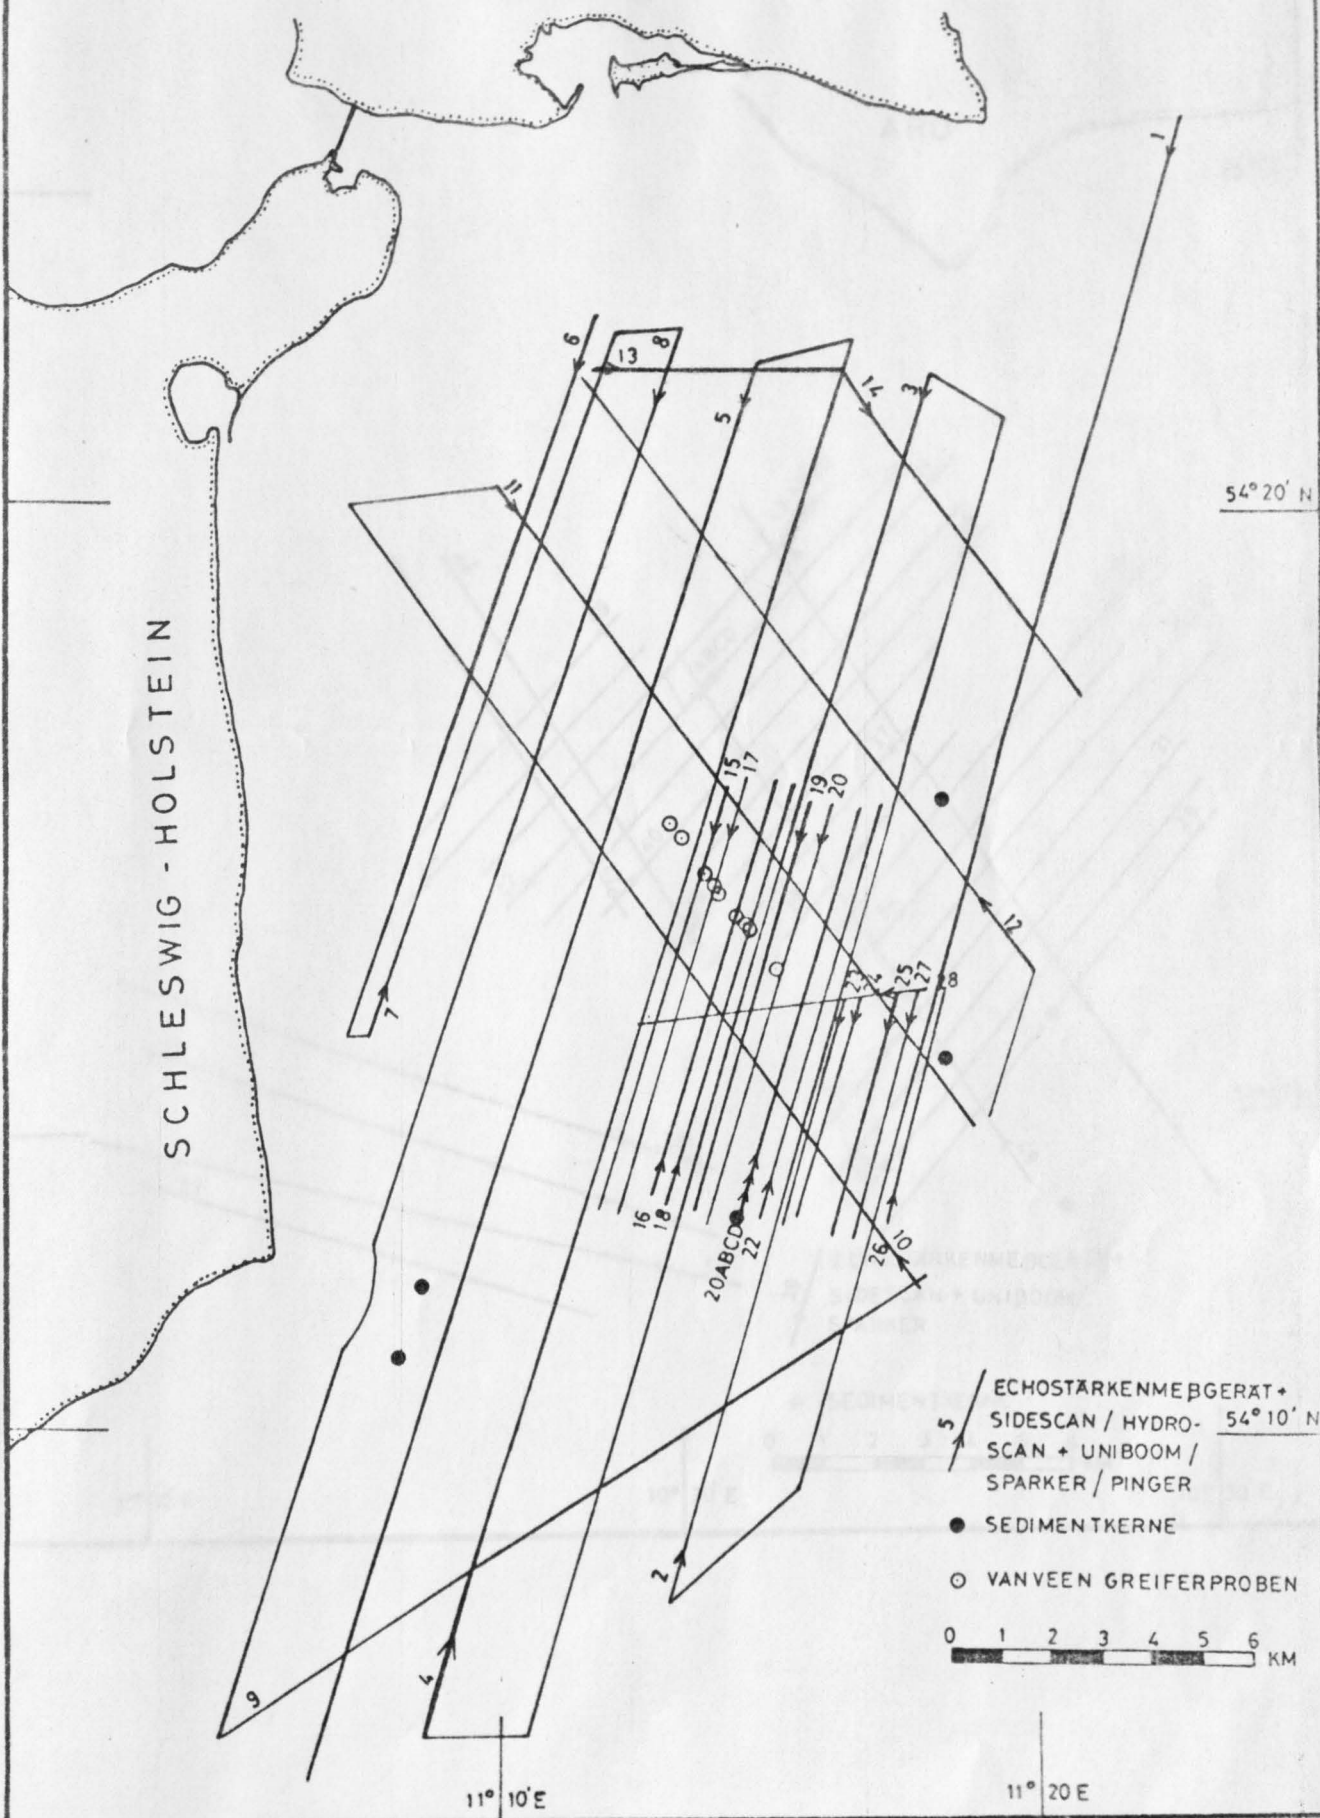 1
6
13
8
5
14
3
11
54° 20' N
SCHLESWIG - HOLSTEIN
15
17
19
20
12
7
23
25
27
28
16
18
20ABCD
22
26
10
ECHOSTÄRKENMEßGERÄT +
5
SIDESCAN / HYDRO-
54° 10' N
SCAN + UNIBOOM /
SPARKER / PINGER
SEDIMENTKERNE
2
VANVEEN GREIFERPROBEN
0 1 2 3 4 5 6
KM
4
9
11° 10' E
11° 20 E